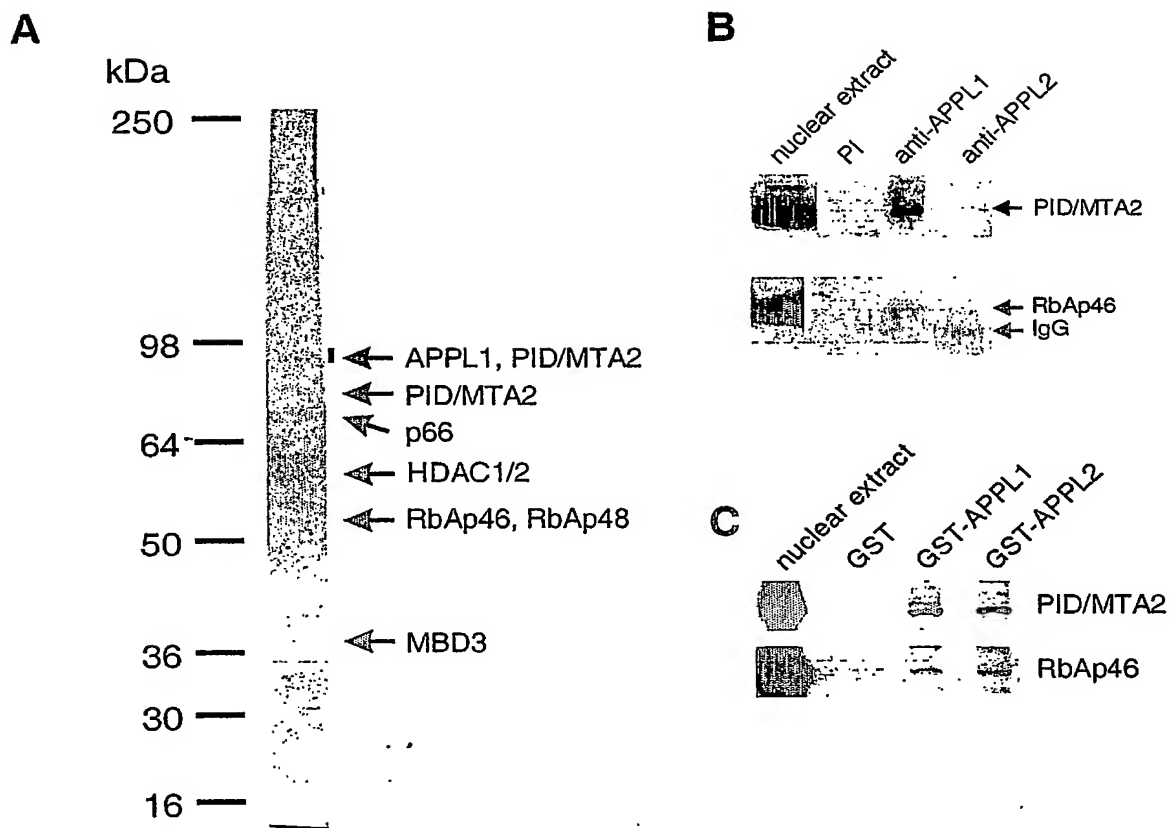 A
kDa
250
98
64
50
36
30
16
APPL1, PID/MTA2
PID/MTA2
p66
HDAC1/2
RbAp46, RbAp48
MBD3
B
nuclear extract
PI
anti-APPL1
anti-APPL2
PID/MTA2
RbAp46
IgG
C
nuclear extract
GST
GST-APPL1
GST-APPL2
PID/MTA2
RbAp46